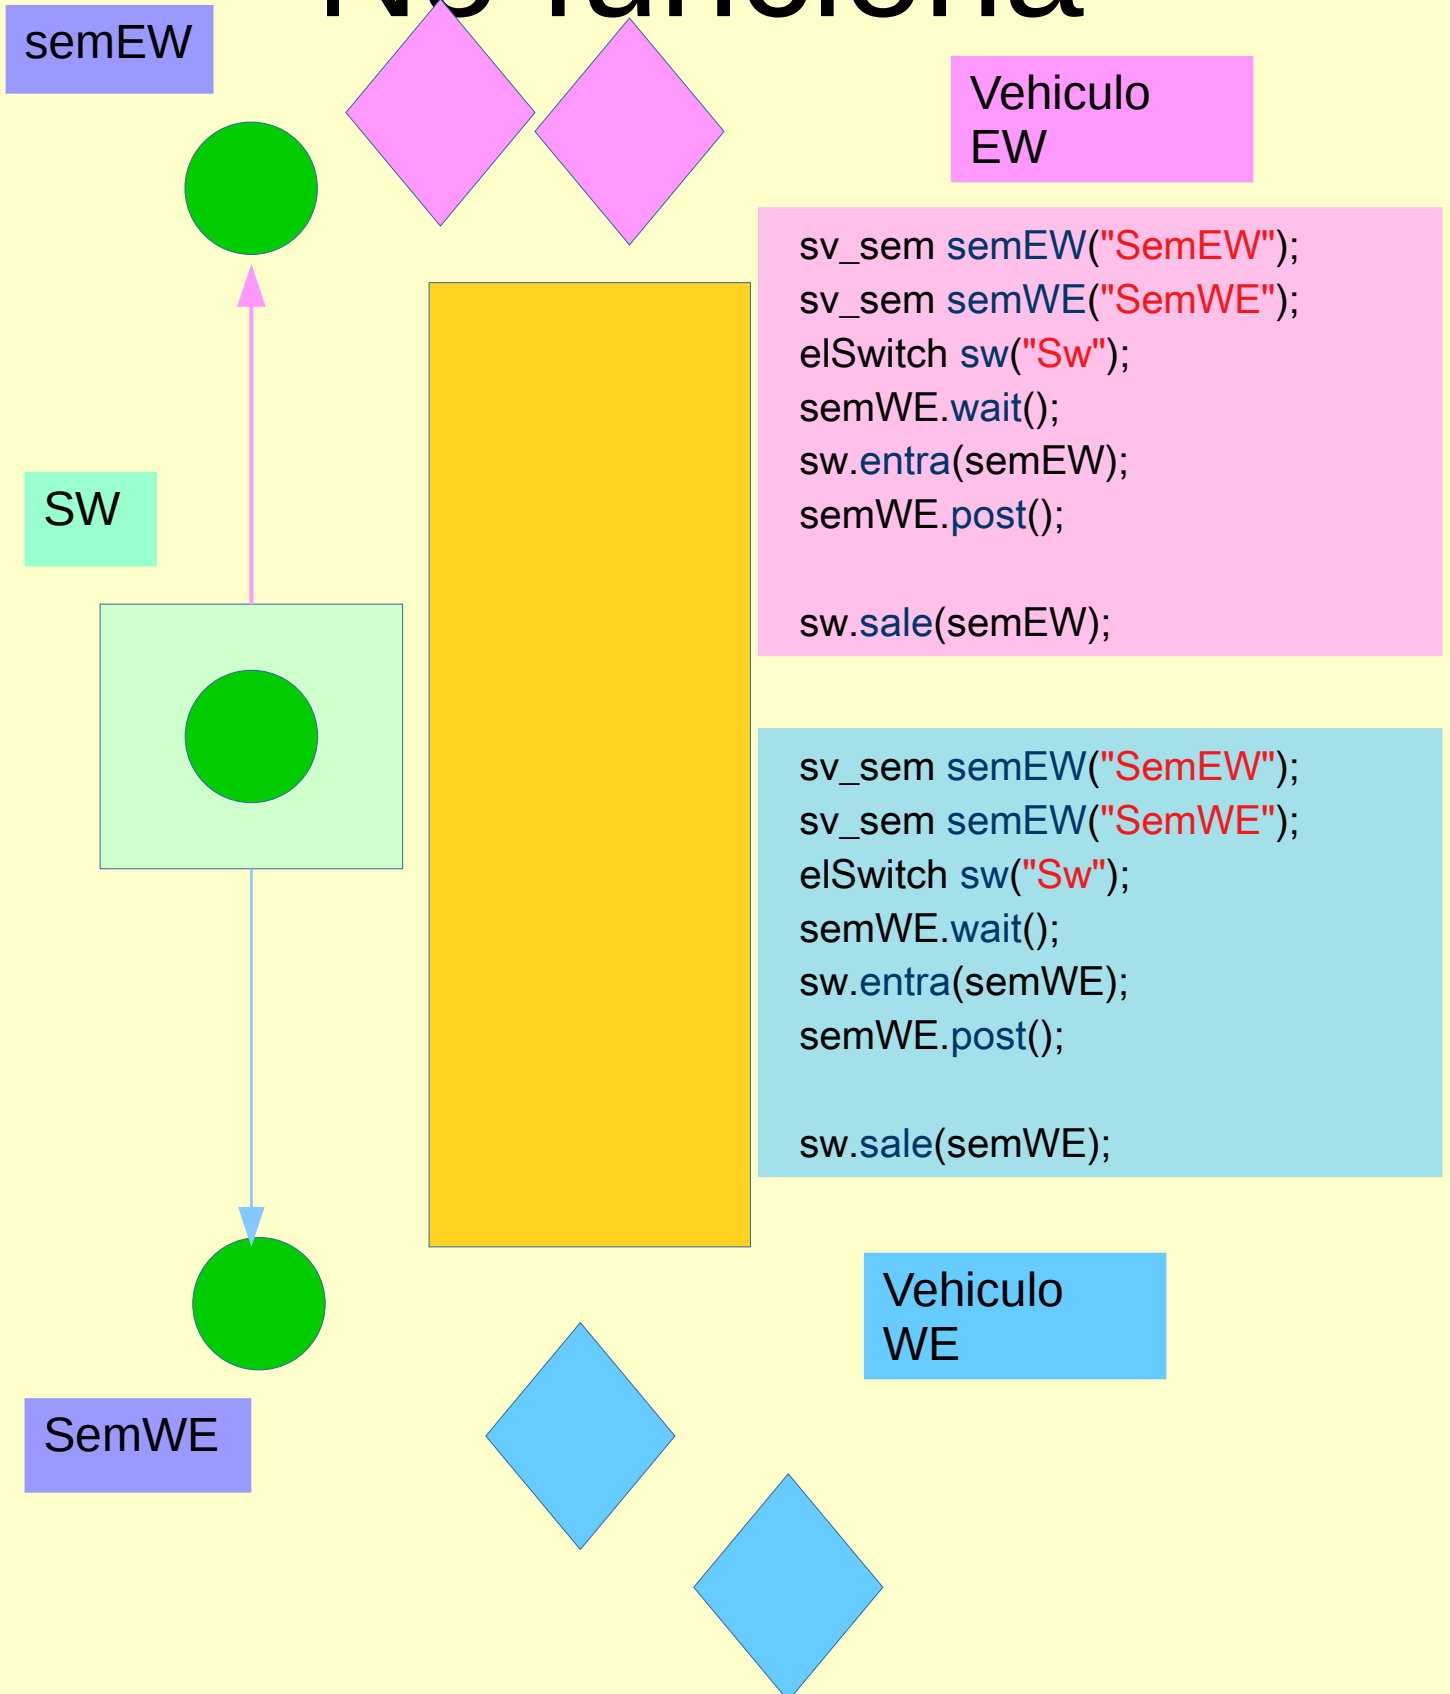 No funciona
semEW
Vehiculo
EW
sv_sem semEW("SemEW");
sv_sem semWE("SemWE");
elSwitch sw("Sw");
semWE.wait();
sw.entra(semEW);
semWE.post();
sw.sale(semEW);
SW
sv_sem semEW("SemEW");
sv_sem semEW("SemWE");
elSwitch sw("Sw");
semWE.wait();
sw.entra(semWE);
semWE.post();
sw.sale(semWE);
Vehiculo
WE
SemWE